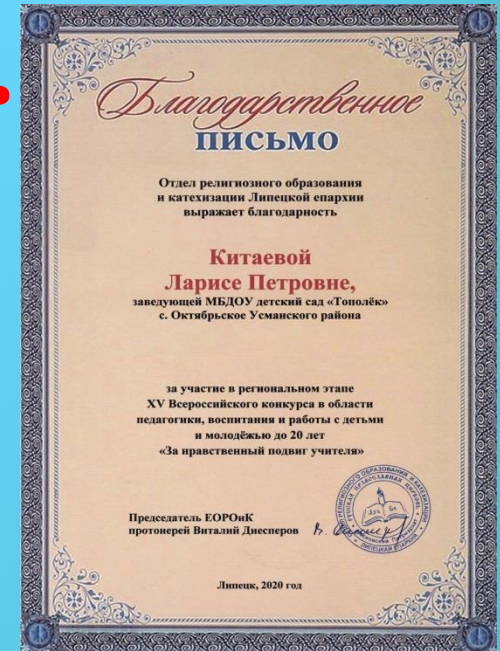 Благодарственное
ПИСЬМО
Отдел религиозного образования
и катехизации Липецкой епархии
выражает благодарность
Китаевой
Ларисе Петровне,
заведующей МБДОУ детский сад «Тополёк»
с. Октябрьское Усманского района
за участие в региональном этапе
XV Всероссийского конкурса в области
педагогики, воспитания и работы с детьми
и молодёжью до 20 лет
«За нравственный подвиг учителя»
Председатель ЕОРОиК
протоиерей Виталий Диесперов
Липецк, 2020 год